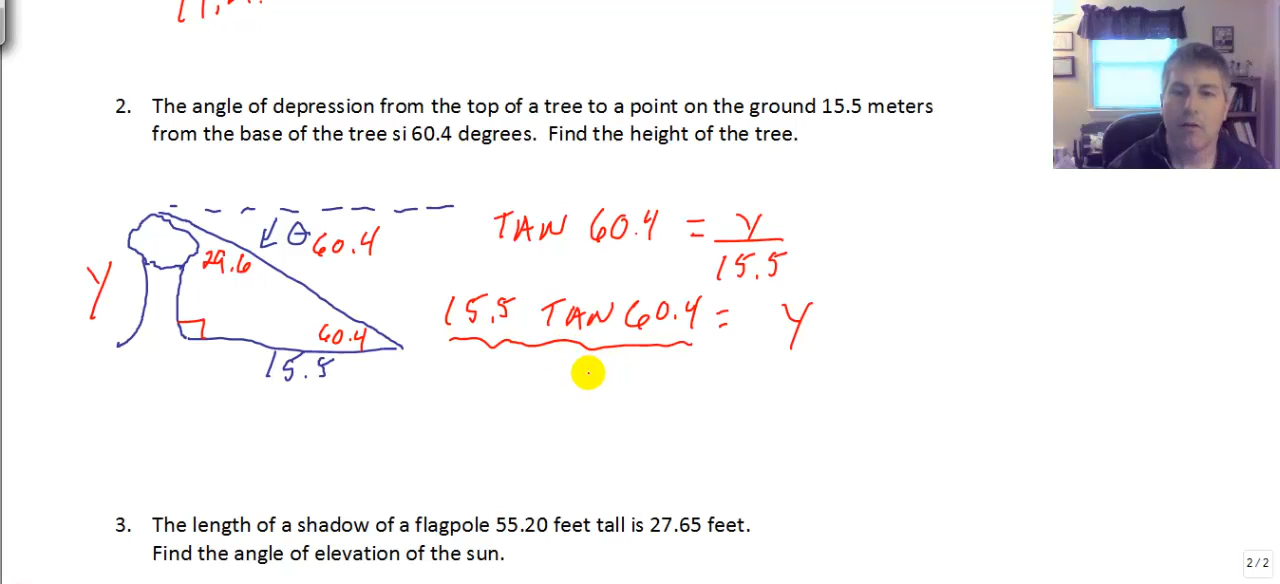 2. The angle of depression from the top of a tree to a point on the ground 15.5 meters
from the base of the tree si 60.4 degrees. Find the height of the tree.
θ 60.4
29.6
Y
60.4
15.5
TAN 60.4 = Y / 15.5
15.5 TAN 60.4 = Y
3. The length of a shadow of a flagpole 55.20 feet tall is 27.65 feet.
Find the angle of elevation of the sun.
2 / 2